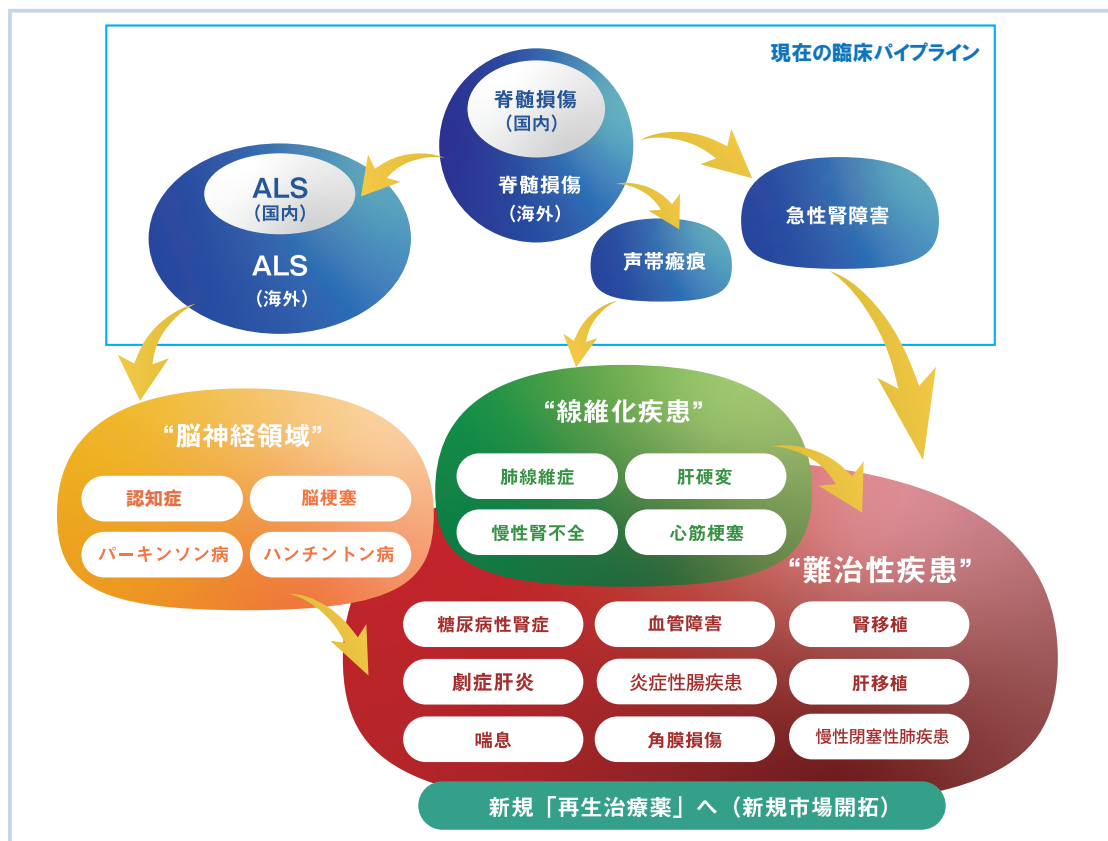 現在の臨床パイプライン
脊髄損傷
（国内）
脊髄損傷
（海外）
ALS
（国内）
ALS
（海外）
声帯瘢痕
急性腎障害
“脳神経領域”
認知症
脳梗塞
パーキンソン病
ハンチントン病
“線維化疾患”
肺線維症
肝硬変
慢性腎不全
心筋梗塞
“難治性疾患”
糖尿病性腎症
血管障害
腎移植
劇症肝炎
炎症性腸疾患
肝移植
喘息
角膜損傷
慢性閉塞性肺疾患
新規「再生治療薬」へ（新規市場開拓）